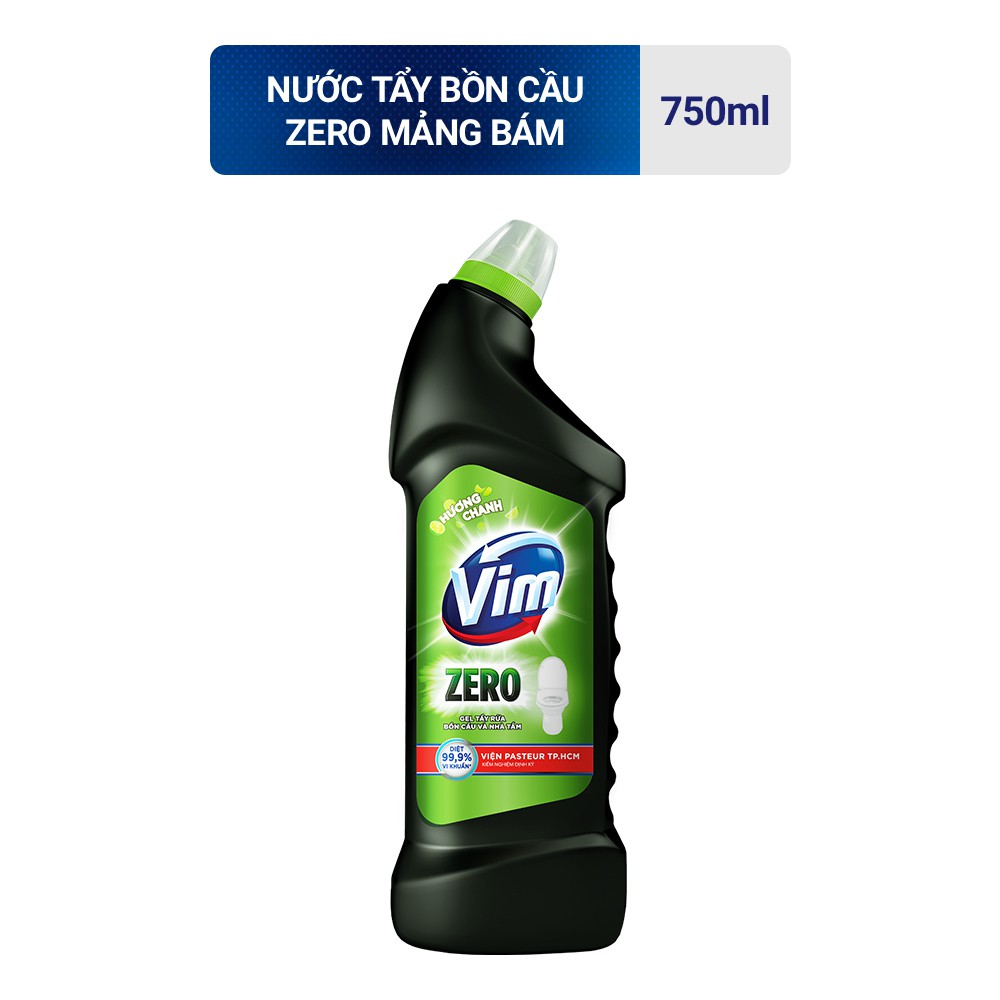 NƯỚC TẨY BỒN CẦU
ZERO MẢNG BÁM
750ml
HƯƠNG
CHANH
Vim
ZERO
GEL TẨY RỬA
BỒN CẦU VÀ NHÀ TẮM
DIỆT
99,9%
VI KHUẨN*
VIỆN PASTEUR TP.HCM
KIỂM NGHIỆM ĐỊNH KỲ